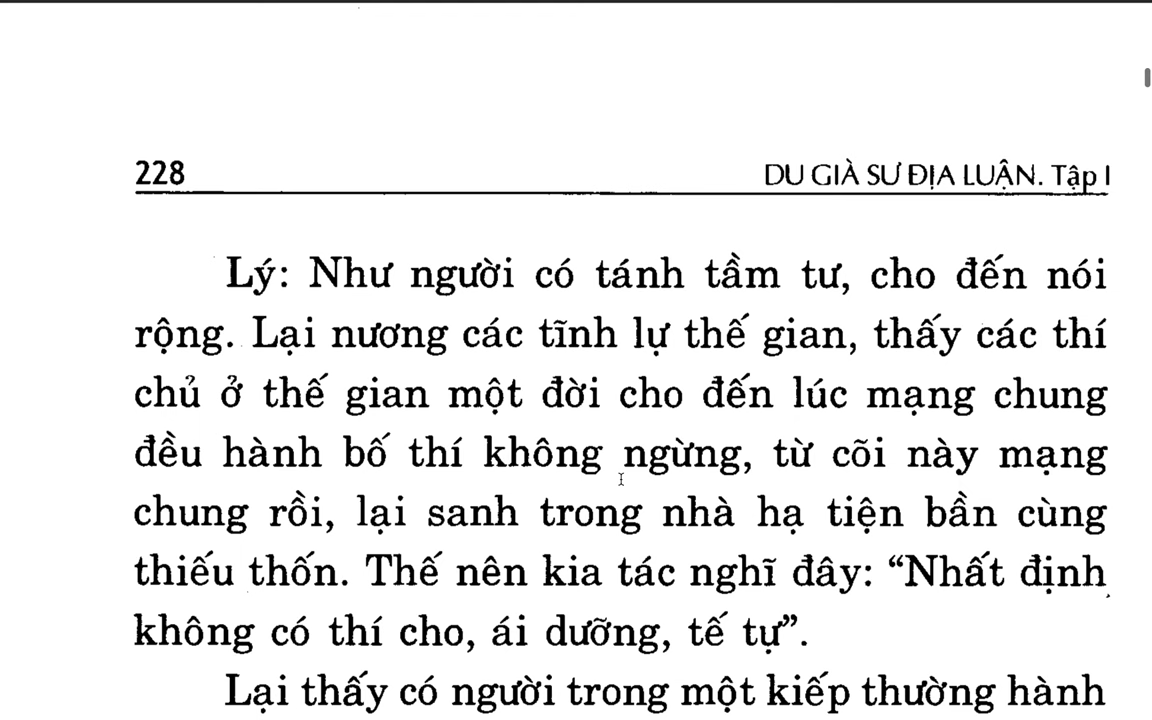 228 DU GIÀ SƯ ĐỊA LUẬN. Tập I
Lý: Như người có tánh tầm tư, cho đến nói
rộng. Lại nương các tĩnh lự thế gian, thấy các thí
chủ ở thế gian một đời cho đến lúc mạng chung
đều hành bố thí không ngừng, từ cõi này mạng
chung rồi, lại sanh trong nhà hạ tiện bần cùng
thiếu thốn. Thế nên kia tác nghĩ đây: “Nhất định
không có thí cho, ái dưỡng, tế tự”.
Lại thấy có người trong một kiếp thường hành